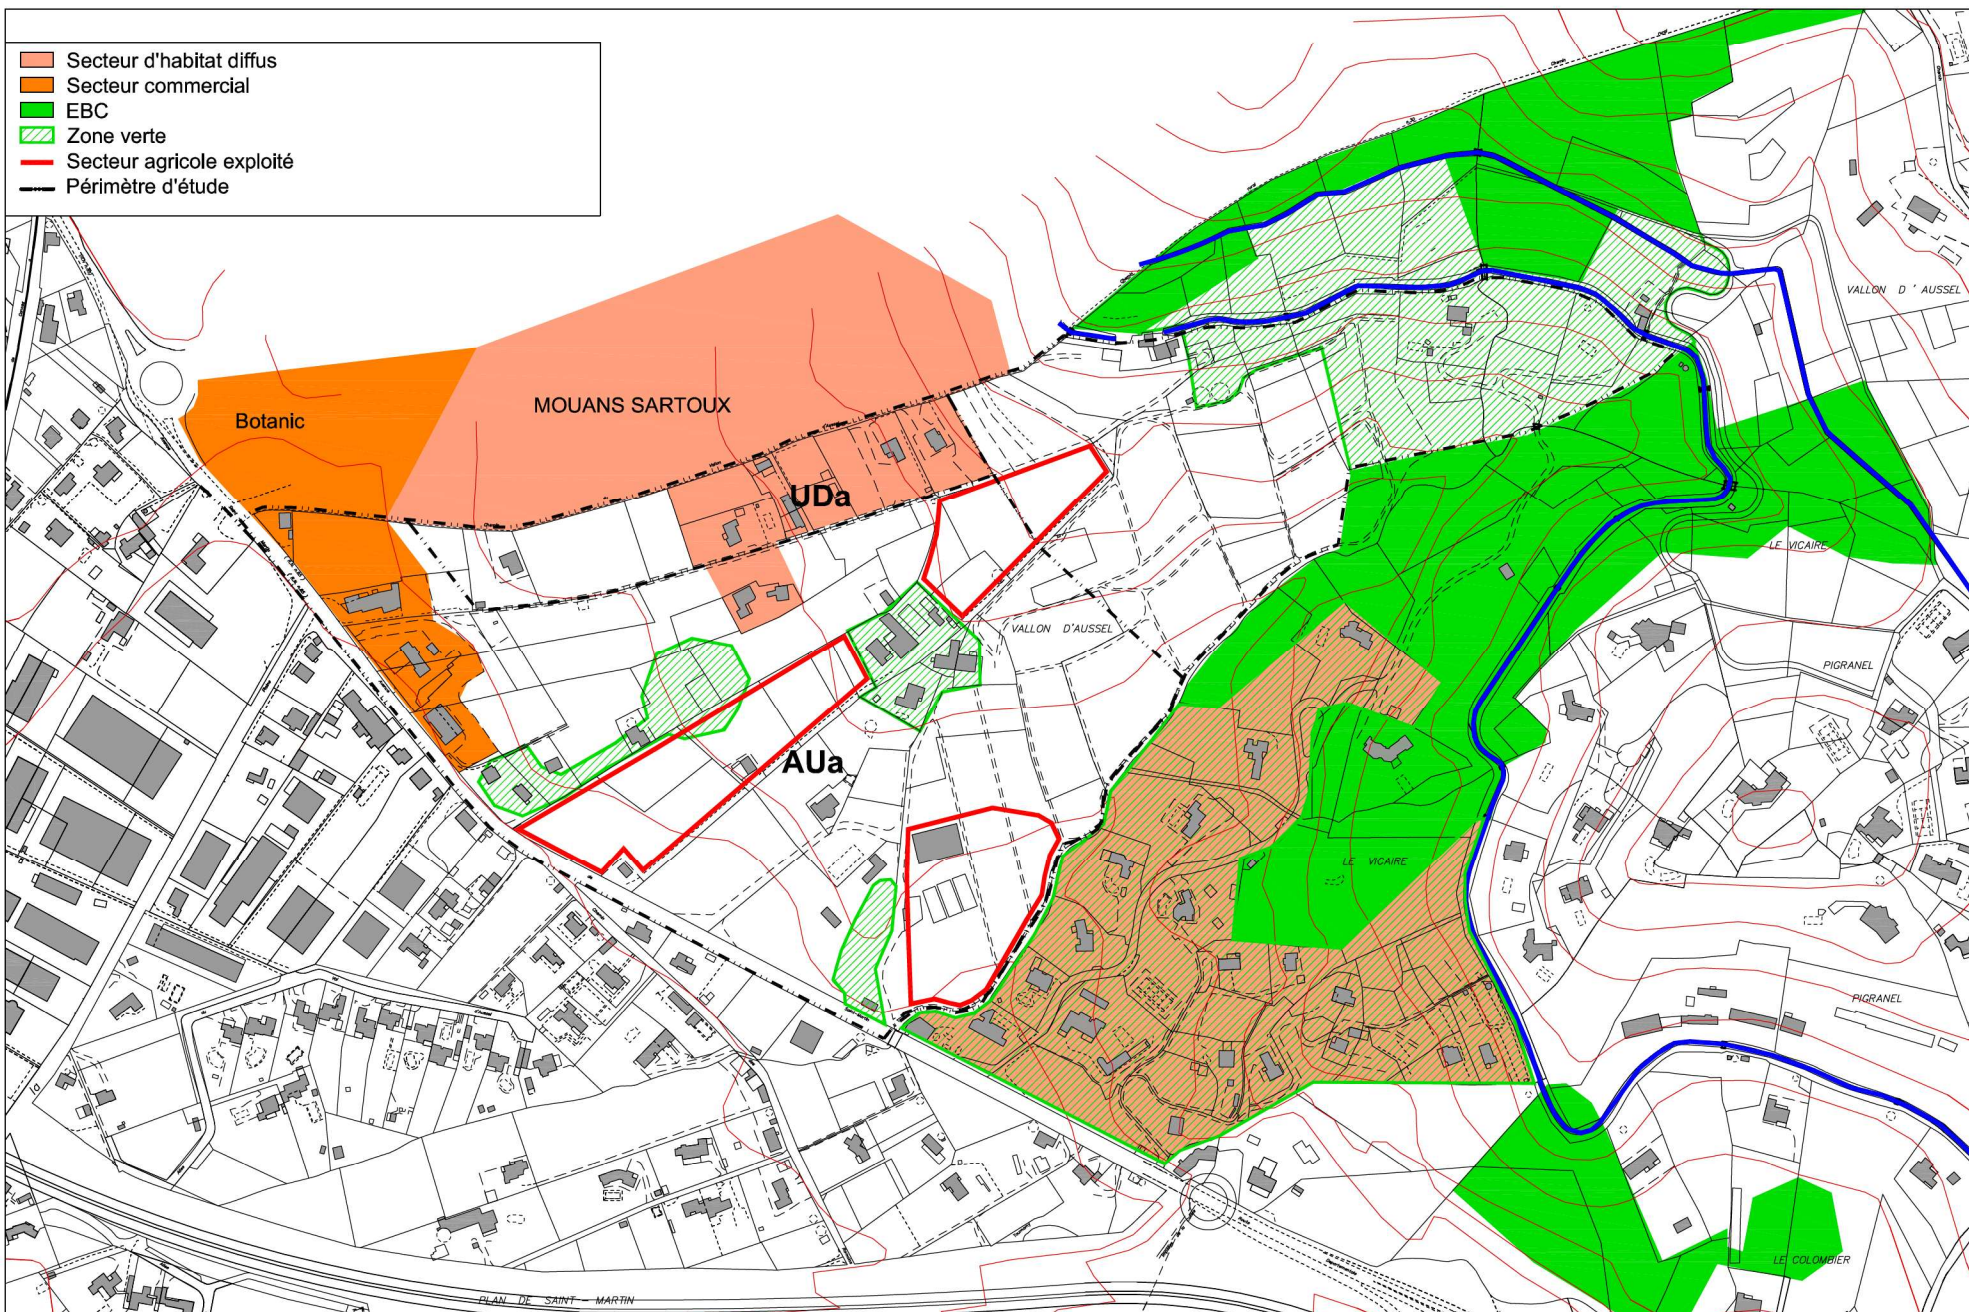 Secteur d'habitat diffus
Secteur commercial
EBC
Zone verte
Secteur agricole exploité
Périmètre d'étude
VALLON D'AUSSEL
MOUANS SARTOUX
Botanic
UDa
LE VICAIRE
VALLON D'AUSSEL
PIGRANEL
AUa
LE VICAIRE
PIGRANEL
LE COLOMBIER
PLAN DE SAINT - MARTIN